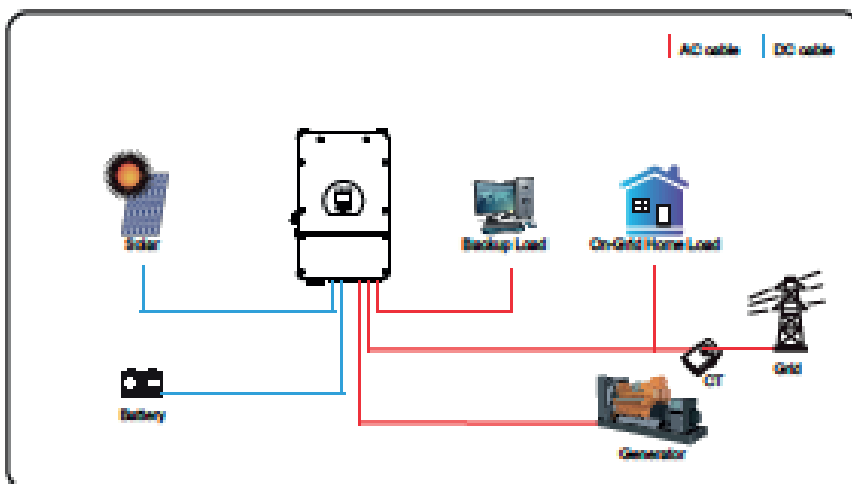 AC cable
DC cable
Solar
Backup Load
On-Grid Home Load
Grid
CT
Battery
Generator